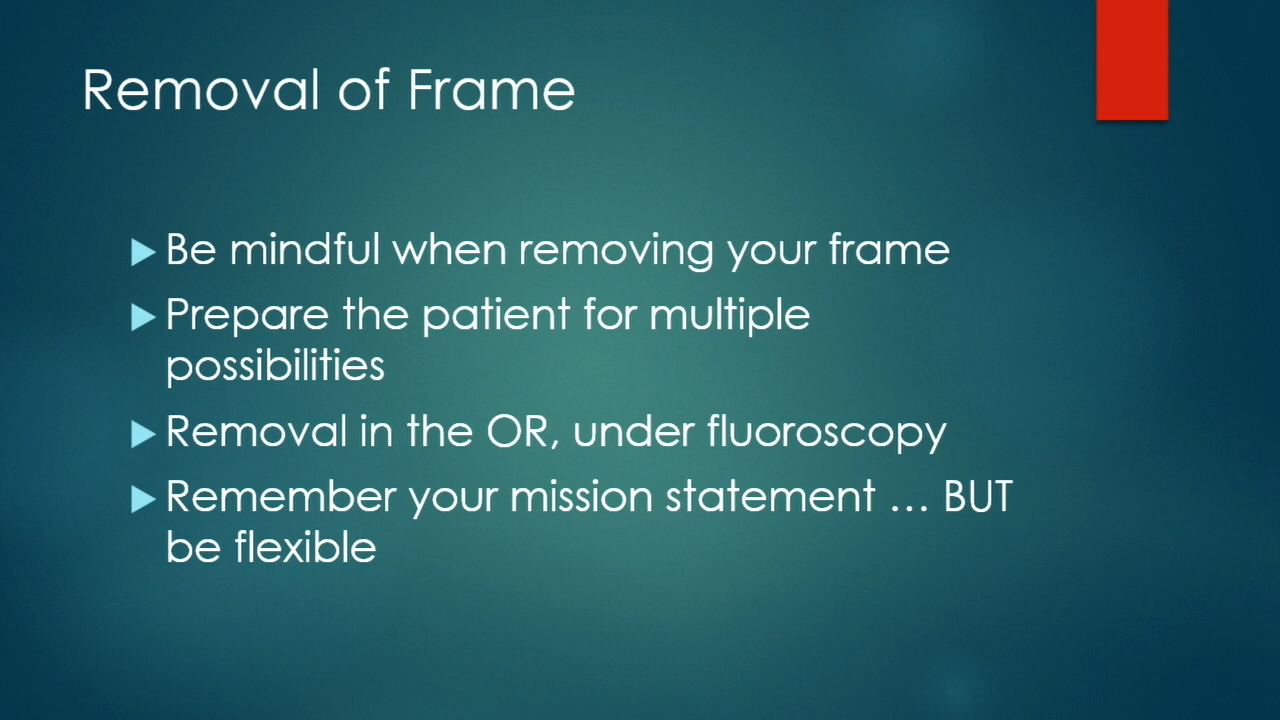 Removal of Frame
Be mindful when removing your frame
Prepare the patient for multiple
possibilities
Removal in the OR, under fluoroscopy
Remember your mission statement … BUT
be flexible